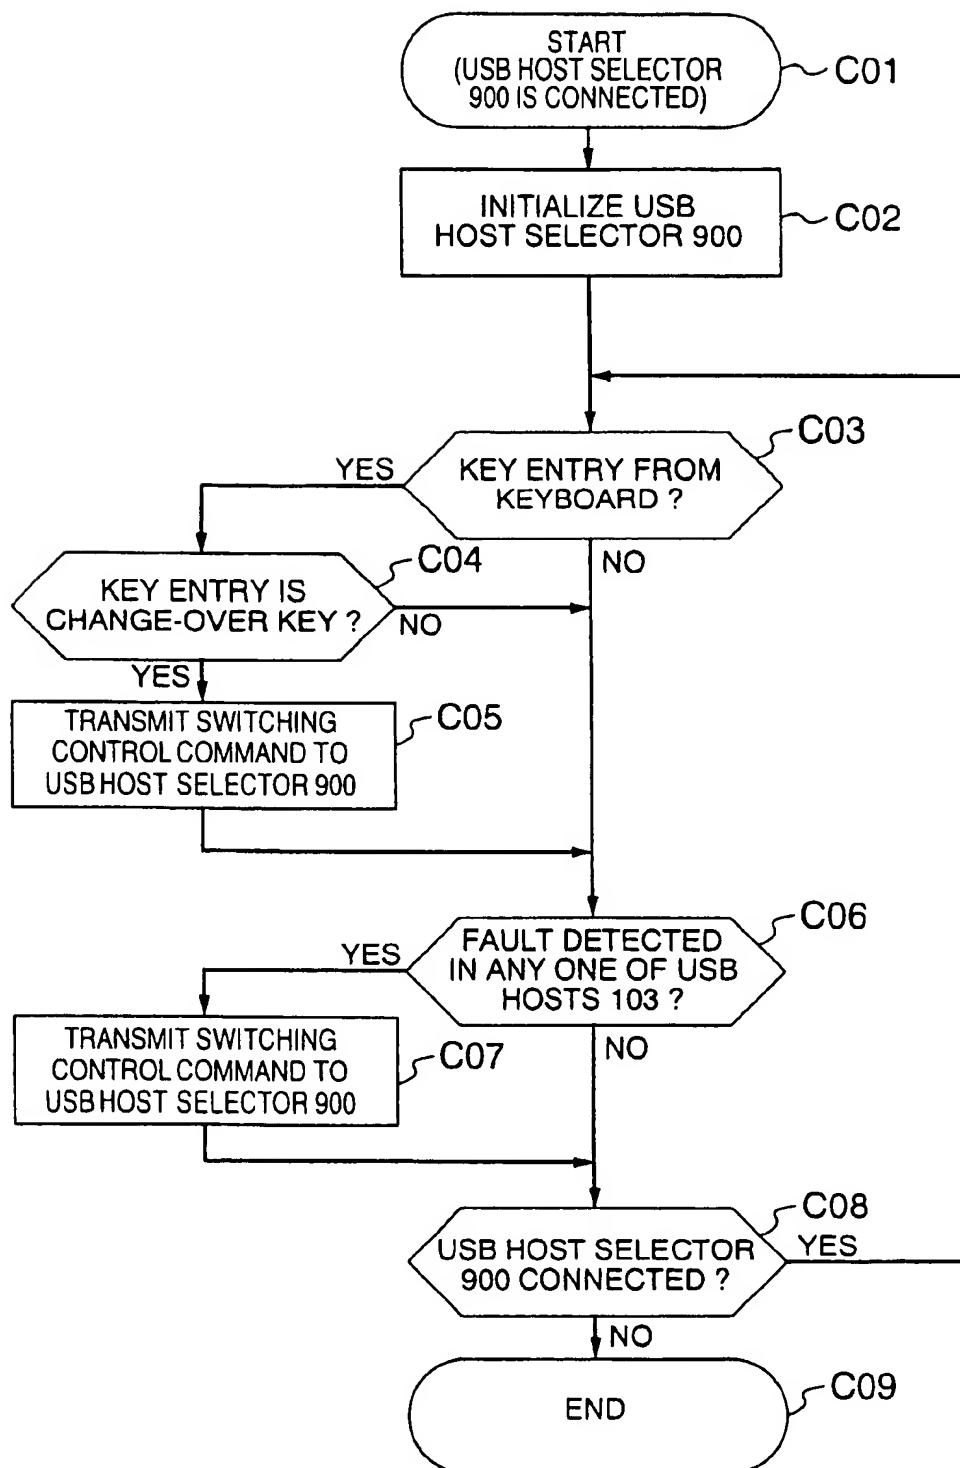 START
(USB HOST SELECTOR
900 IS CONNECTED)
C01
INITIALIZE USB
HOST SELECTOR 900
C02
C03
KEY ENTRY FROM
KEYBOARD ?
YES
NO
C04
KEY ENTRY IS
CHANGE-OVER KEY ?
NO
YES
TRANSMIT SWITCHING
CONTROL COMMAND TO
USB HOST SELECTOR 900
C05
C06
FAULT DETECTED
IN ANY ONE OF USB
HOSTS 103 ?
YES
NO
TRANSMIT SWITCHING
CONTROL COMMAND TO
USB HOST SELECTOR 900
C07
C08
USB HOST SELECTOR
900 CONNECTED ?
YES
NO
END
C09